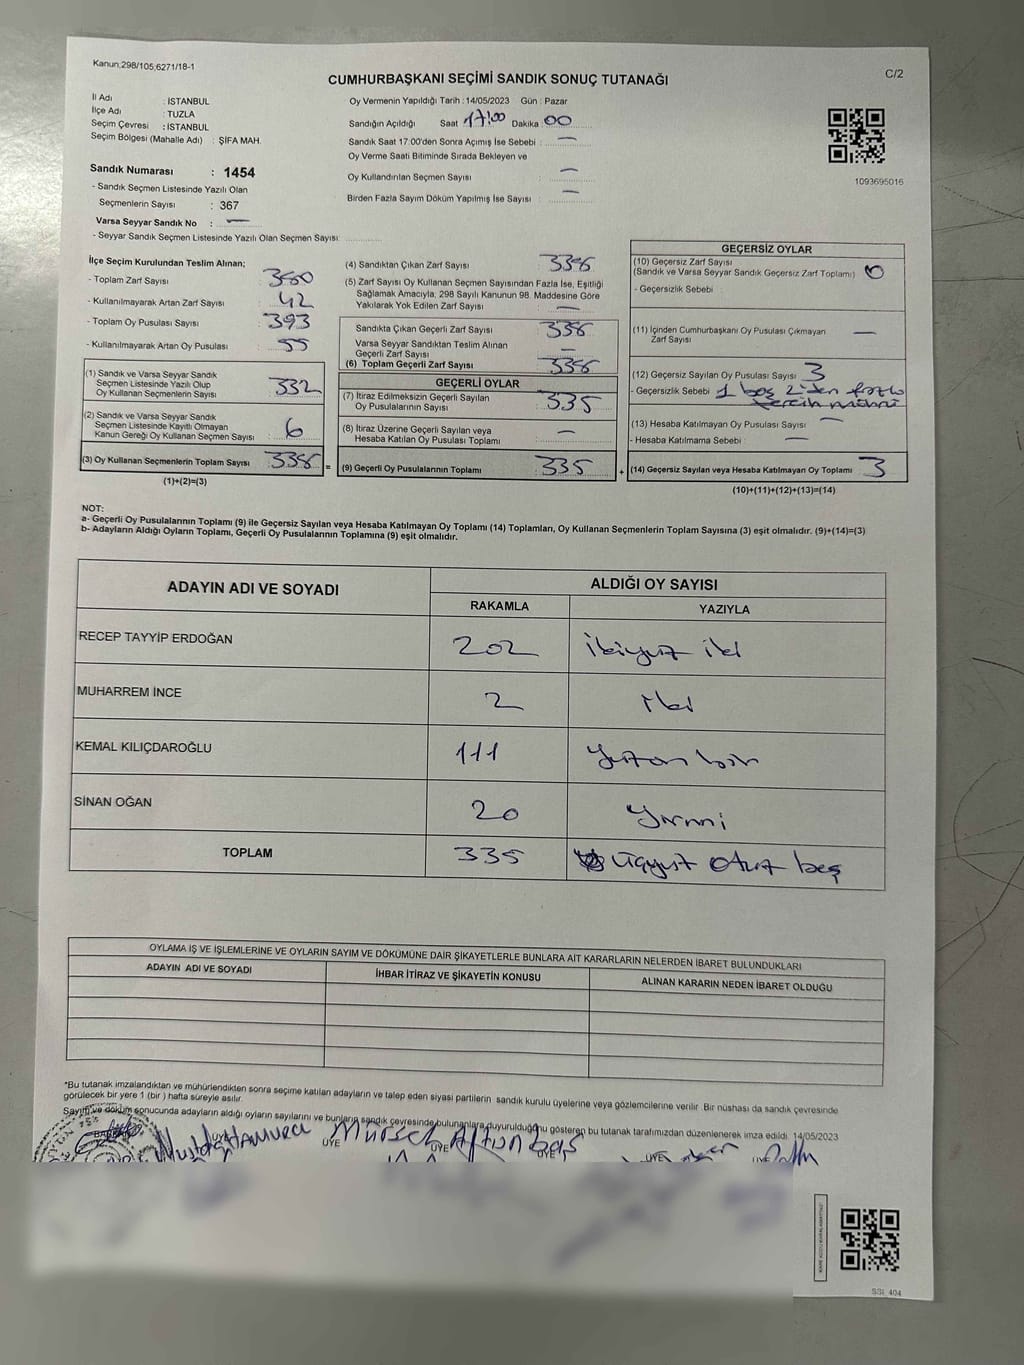 Kanun;298/105;6271/18-1
C/2
CUMHURBAŞKANI SEÇİMİ SANDIK SONUÇ TUTANAĞI
İl Adı : İSTANBUL
İlçe Adı : TUZLA
Seçim Çevresi : İSTANBUL
Seçim Bölgesi (Mahalle Adı) : ŞİFA MAH.
Oy Vermenin Yapıldığı Tarih : 14/05/2023 Gün : Pazar
Sandığın Açıldığı Saat 17:00 Dakika 00
Sandık Saat 17:00'den Sonra Açımış İse Sebebi : —
Oy Verme Saati Bitiminde Sırada Bekleyen ve
Oy Kullandırılan Seçmen Sayısı : —
Birden Fazla Sayım Döküm Yapılmış İse Sayısı : —
1093695016
Sandık Numarası : 1454
- Sandık Seçmen Listesinde Yazılı Olan
Seçmenlerin Sayısı : 367
Varsa Seyyar Sandık No : —
- Seyyar Sandık Seçmen Listesinde Yazılı Olan Seçmen Sayısı:
İlçe Seçim Kurulundan Teslim Alınan;
- Toplam Zarf Sayısı : 380
- Kullanılmayarak Artan Zarf Sayısı : 42
- Toplam Oy Pusulası Sayısı : 393
- Kullanılmayarak Artan Oy Pusulası : 55
(1) Sandık ve Varsa Seyyar Sandık
Seçmen Listesinde Yazılı Olup
Oy Kullanan Seçmenlerin Sayısı : 332
(2) Sandık ve Varsa Seyyar Sandık
Seçmen Listesinde Kayıtlı Olmayan
Kanun Gereği Oy Kullanan Seçmen Sayısı : 6
(3) Oy Kullanan Seçmenlerin Toplam Sayısı : 338
(1)+(2)=(3)
(4) Sandıktan Çıkan Zarf Sayısı : 338
(5) Zarf Sayısı Oy Kullanan Seçmen Sayısından Fazla İse, Eşitliği
Sağlamak Amacıyla, 298 Sayılı Kanunun 98. Maddesine Göre
Yakılarak Yok Edilen Zarf Sayısı : —
Sandıkta Çıkan Geçerli Zarf Sayısı : 338
Varsa Seyyar Sandıktan Teslim Alınan
Geçerli Zarf Sayısı : —
(6) Toplam Geçerli Zarf Sayısı : 338
GEÇERLİ OYLAR
(7) İtiraz Edilmeksizin Geçerli Sayılan
Oy Pusulasının Sayısı : 335
(8) İtiraz Üzerine Geçerli Sayılan veya
Hesaba Katılan Oy Pusulası Toplamı : —
= (9) Geçerli Oy Pusulalarının Toplamı : 335
GEÇERSİZ OYLAR
(10) Geçersiz Zarf Sayısı
(Sandık ve Varsa Seyyar Sandık Geçersiz Zarf Toplamı) : 0
- Geçersizlik Sebebi :
(11) İçinden Cumhurbaşkanı Oy Pusulası Çıkmayan
Zarf Sayısı : —
(12) Geçersiz Sayılan Oy Pusulası Sayısı : 3
- Geçersizlik Sebebi : 1 boş 2'den fazla
tercih mührü
(13) Hesaba Katılmayan Oy Pusulası Sayısı : —
- Hesaba Katılmama Sebebi : —
+ (14) Geçersiz Sayılan veya Hesaba Katılmayan Oy Toplamı : 3
(10)+(11)+(12)+(13)=(14)
NOT:
a- Geçerli Oy Pusulalarının Toplamı (9) ile Geçersiz Sayılan veya Hesaba Katılmayan Oy Toplamı (14) Toplamları, Oy Kullanan Seçmenlerin Toplam Sayısına (3) eşit olmalıdır. (9)+(14)=(3)
b- Adayların Aldığı Oyların Toplamı, Geçerli Oy Pusulalarının Toplamına (9) eşit olmalıdır.
ADAYIN ADI VE SOYADI
ALDIĞI OY SAYISI
RAKAMLA YAZIYLA
RECEP TAYYİP ERDOĞAN 202 ikiyüz iki
MUHARREM İNCE 2 iki
KEMAL KILIÇDAROĞLU 111 yüzon bir
SİNAN OĞAN 20 yirmi
TOPLAM 335 üçyüz otuz beş
OYLAMA İŞ VE İŞLEMLERİNE VE OYLARIN SAYIM VE DÖKÜMÜNE DAİR ŞİKAYETLERLE BUNLARA AİT KARARLARIN NELERDEN İBARET BULUNDUKLARI
ADAYIN ADI VE SOYADI
İHBAR İTİRAZ VE ŞİKAYETİN KONUSU
ALINAN KARARIN NEDEN İBARET OLDUĞU
*Bu tutanak imzalandıktan ve mühürlendikten sonra seçime katılan adayların ve talep eden siyasi partilerin sandık kurulu üyelerine veya gözlemcilerine verilir. Bir nüshası da sandık çevresinde
görülecek bir yere 1 (bir ) hafta süreyle asılır.
Sayım ve döküm sonucunda adayların aldığı oyların sayılarını ve bunların sandık çevresinde bulunanlara duyurulduğunu gösteren bu tutanak tarafımızdan düzenlenerek imza edildi. 14/05/2023
BAŞKAN ÜYE ÜYE ÜYE ÜYE ÜYE ÜYE
SSI_404